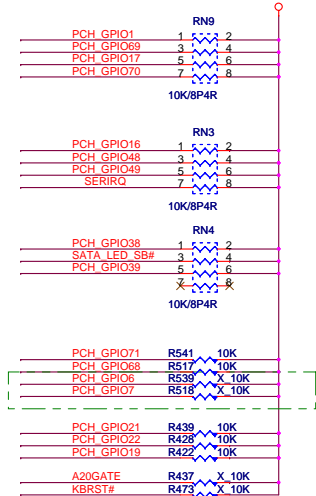 RN9
PCH_GPIO1 1 2
PCH_GPIO69 3 4
PCH_GPIO17 5 6
PCH_GPIO70 7 8
10K/8P4R
RN3
PCH_GPIO16 1 2
PCH_GPIO48 3 4
PCH_GPIO49 5 6
SERIRQ 7 8
10K/8P4R
RN4
PCH_GPIO38 1 2
SATA_LED_SB# 3 4
PCH_GPIO39 5 6
7 8
10K/8P4R
PCH_GPIO71 R541 10K
PCH_GPIO68 R517 10K
PCH_GPIO6 R539 X_10K
PCH_GPIO7 R518 X_10K
PCH_GPIO21 R439 10K
PCH_GPIO22 R428 10K
PCH_GPIO19 R422 10K
A20GATE R437 X_10K
KBRST# R473 X_10K